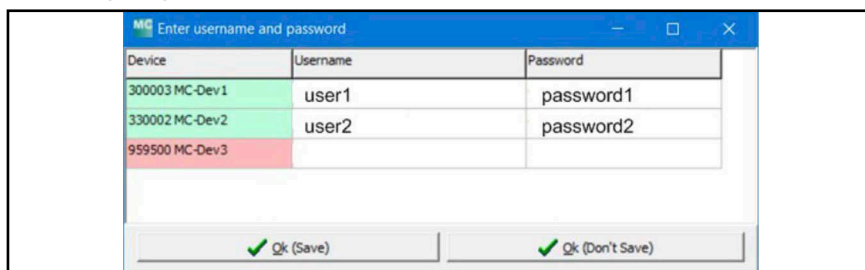 MC Enter username and password
Device Username Password
300003 MC-Dev1 user1 password1
330002 MC-Dev2 user2 password2
959500 MC-Dev3
Ok (Save) Ok (Don't Save)